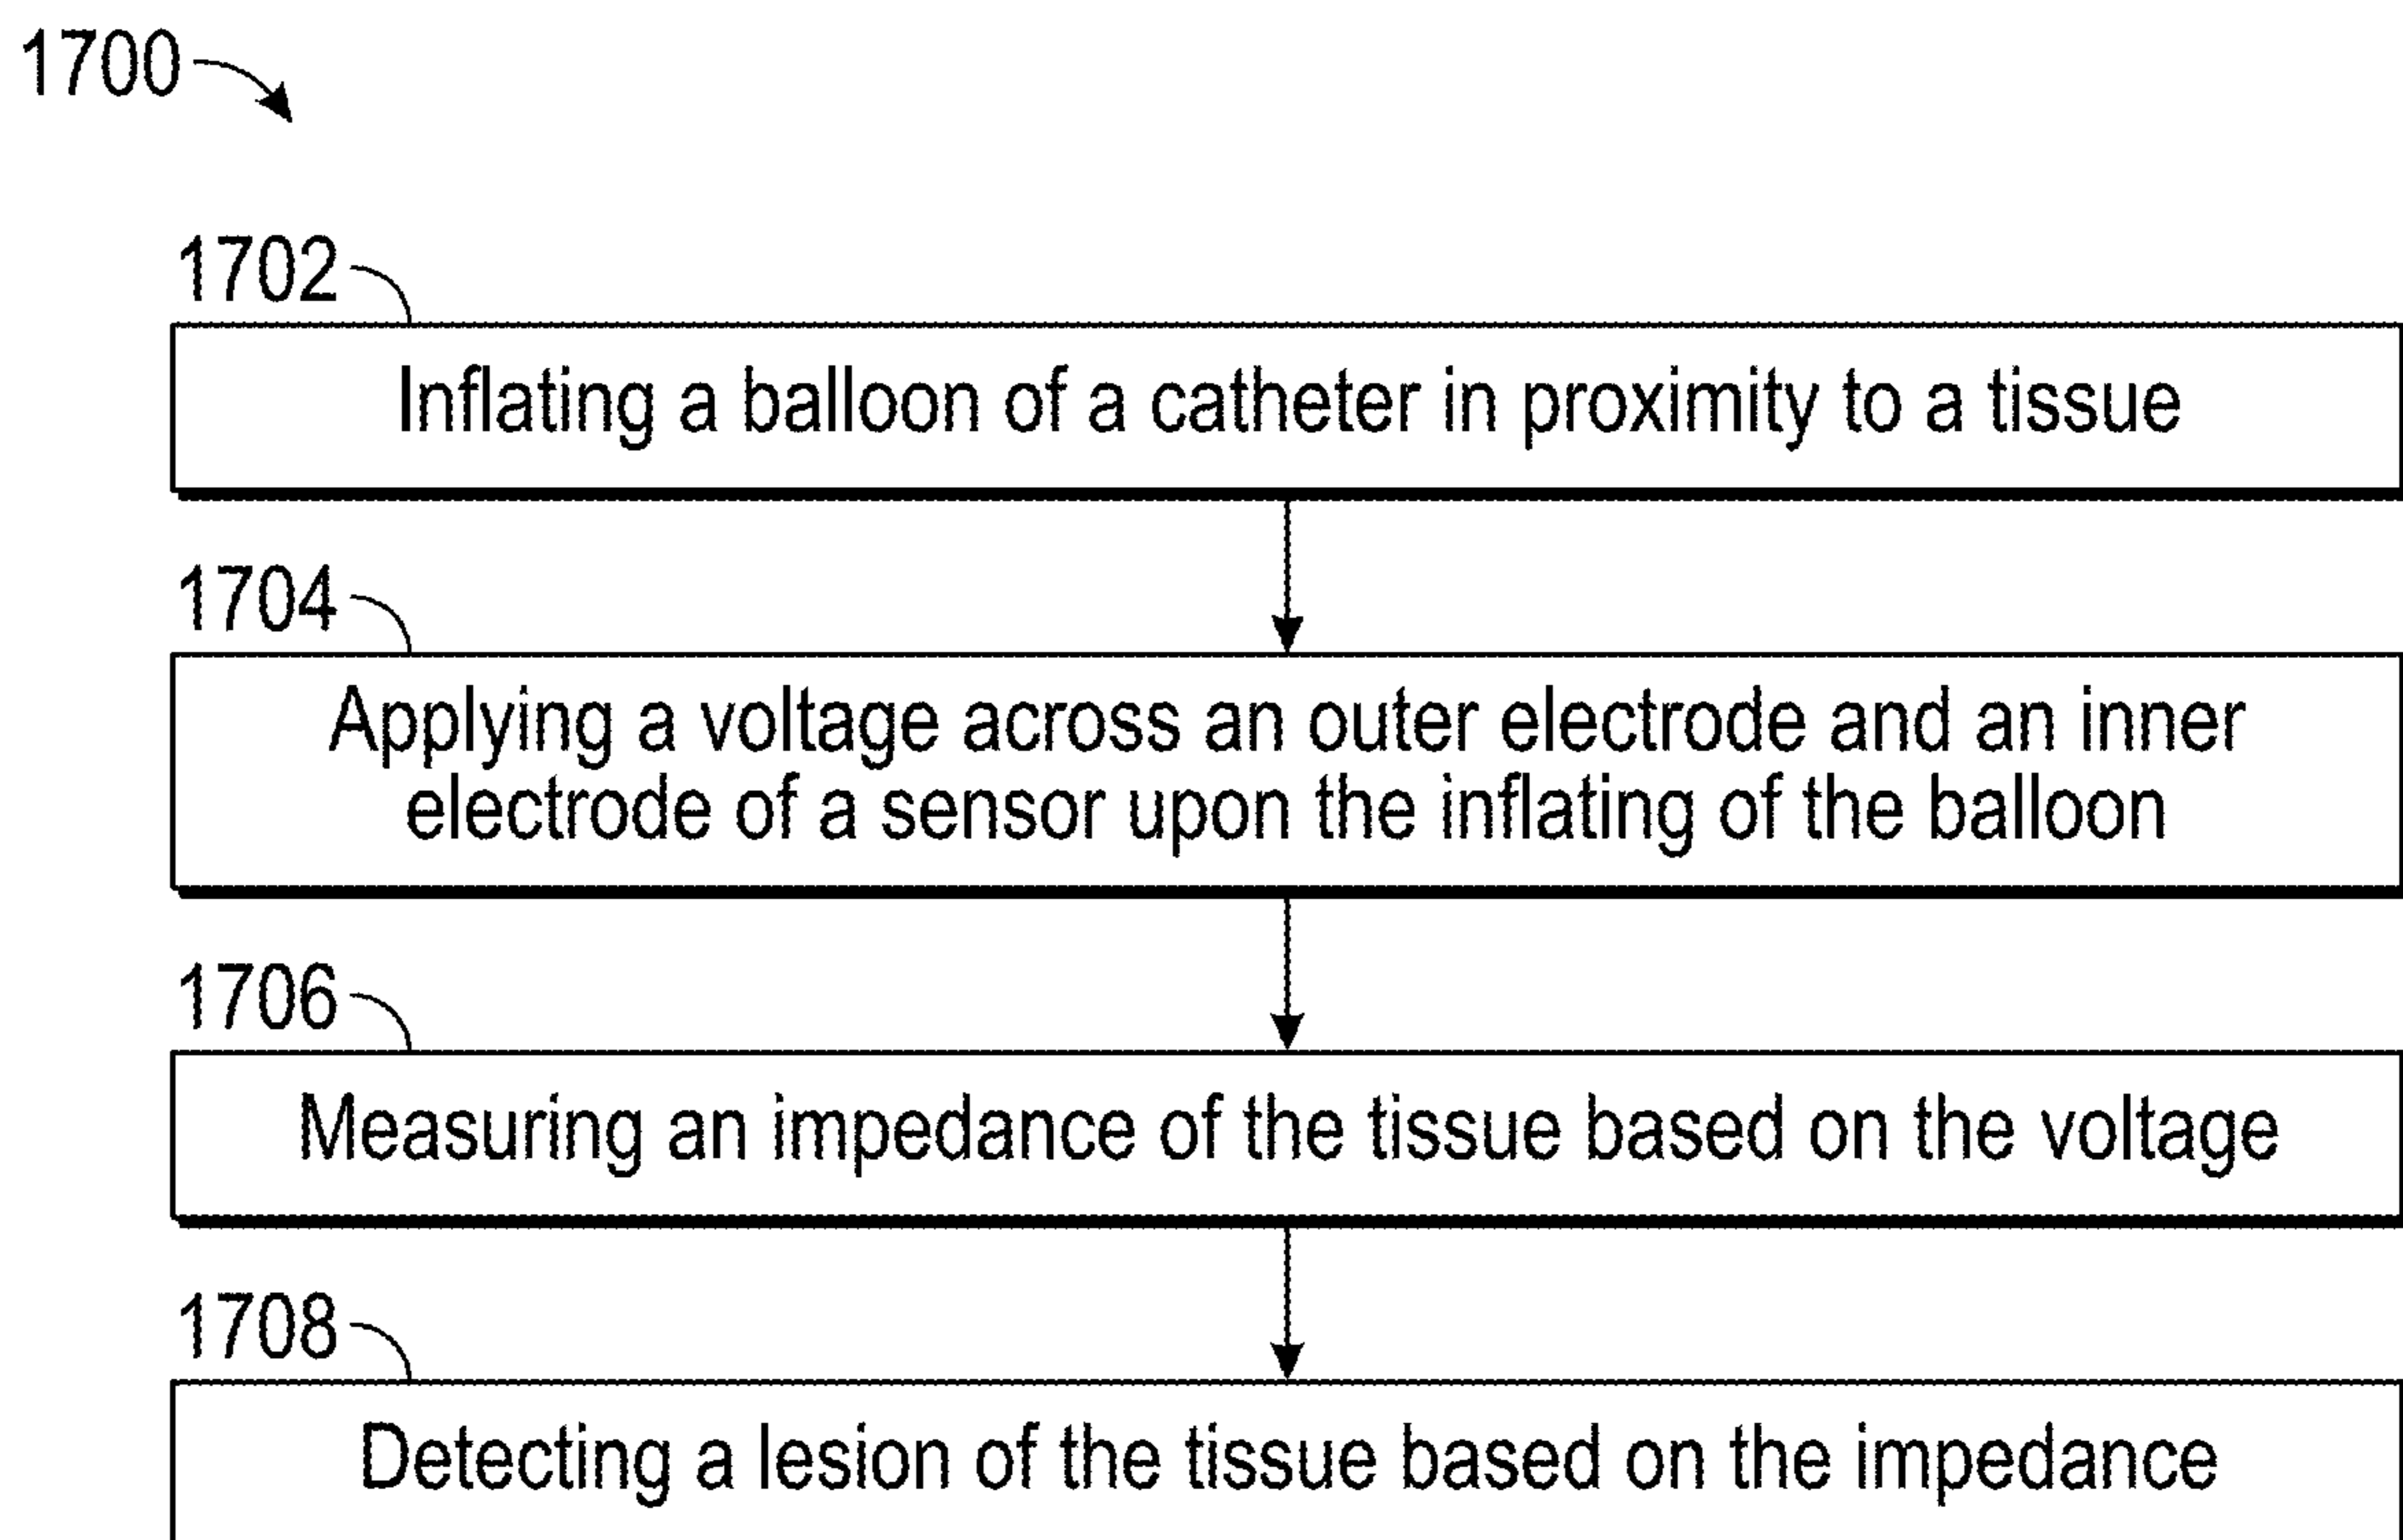 1700
1702
Inflating a balloon of a catheter in proximity to a tissue
1704
Applying a voltage across an outer electrode and an inner
electrode of a sensor upon the inflating of the balloon
1706
Measuring an impedance of the tissue based on the voltage
1708
Detecting a lesion of the tissue based on the impedance